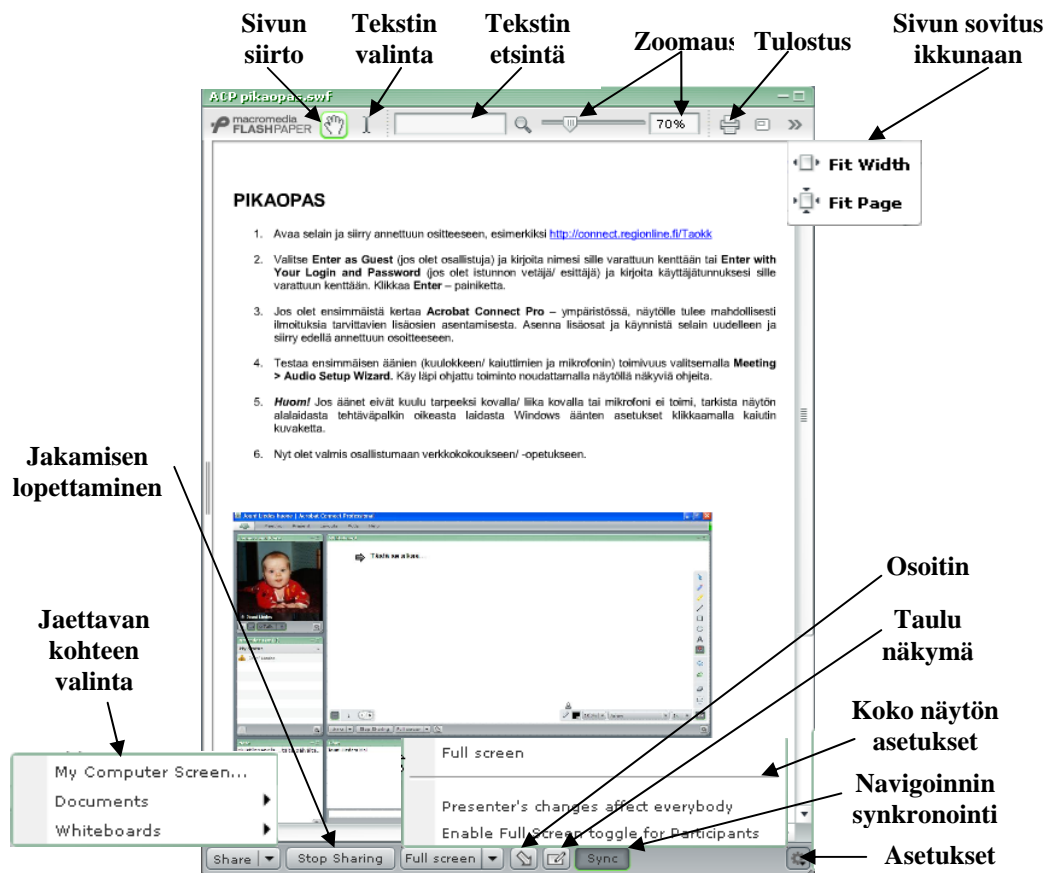 Sivun siirto
Tekstin valinta
Tekstin etsintä
Zoomaus
Tulostus
Sivun sovitus ikkunaan
ACP pikaopas.swf
macromedia
FLASHPAPER
70%
Fit Width
Fit Page
PIKAOPAS
1. Avaa selain ja siirry annettuun ositteeseen, esimerkiksi http://connect.regionline.fi/Taokk
2. Valitse Enter as Guest (jos olet osallistuja) ja kirjoita nimesi sille varattuun kenttään tai Enter with
Your Login and Password (jos olet istunnon vetäjä/ esittäjä) ja kirjoita käyttäjätunnuksesi sille
varattuun kenttään. Klikkaa Enter – painiketta.
3. Jos olet ensimmäistä kertaa Acrobat Connect Pro – ympäristössä, näytölle tulee mahdollisesti
ilmoituksia tarvittavien lisäosien asentamisesta. Asenna lisäosat ja käynnistä selain uudelleen ja
siirry edellä annettuun osoitteeseen.
4. Testaa ensimmäisen äänien (kuulokkeen/ kaiuttimien ja mikrofonin) toimivuus valitsemalla Meeting
> Audio Setup Wizard. Käy läpi ohjattu toiminto noudattamalla näytöllä näkyviä ohjeita.
5. Huom! Jos äänet eivät kuulu tarpeeksi kovalla/ liika kovalla tai mikrofoni ei toimi, tarkista näytön
alalaidasta tehtäväpalkin oikeasta laidasta Windows äänten asetukset klikkaamalla kaiutin
kuvaketta.
6. Nyt olet valmis osallistumaan verkkokokoukseen/ -opetukseen.
Jakamisen
lopettaminen
Osoitin
Taulu
näkymä
Jaettavan
kohteen
valinta
Koko näytön
asetukset
Navigoinnin
synkronointi
Asetukset
My Computer Screen...
Documents
Whiteboards
Full screen
Presenter's changes affect everybody
Enable Full Screen toggle for Participants
Share
Stop Sharing
Full screen
Sync